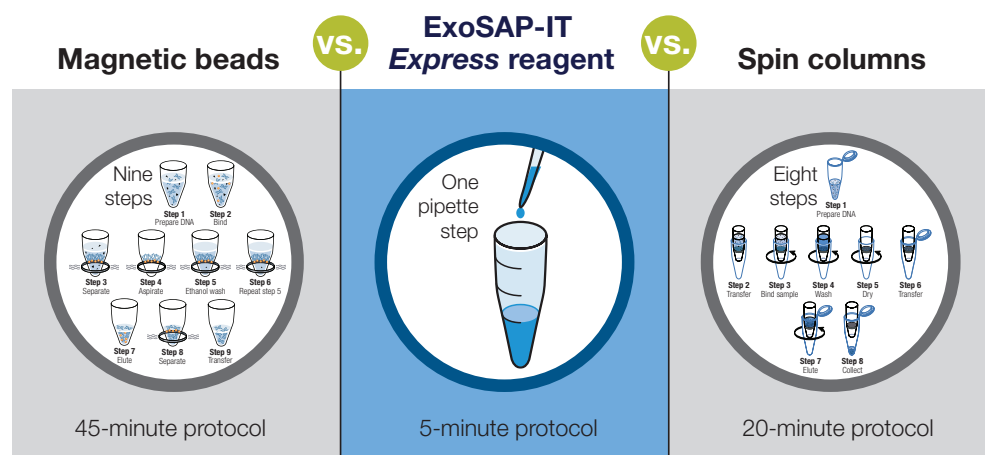 Magnetic beads
vs.
ExoSAP-IT
Express reagent
vs.
Spin columns
Nine
steps
Step 1
Prepare DNA
Step 2
Bind
Step 3
Separate
Step 4
Aspirate
Step 5
Ethanol wash
Step 6
Repeat step 5
Step 7
Elute
Step 8
Separate
Step 9
Transfer
45-minute protocol
One
pipette
step
5-minute protocol
Eight
steps
Step 1
Prepare DNA
Step 2
Transfer
Step 3
Bind sample
Step 4
Wash
Step 5
Dry
Step 6
Transfer
Step 7
Elute
Step 8
Collect
20-minute protocol